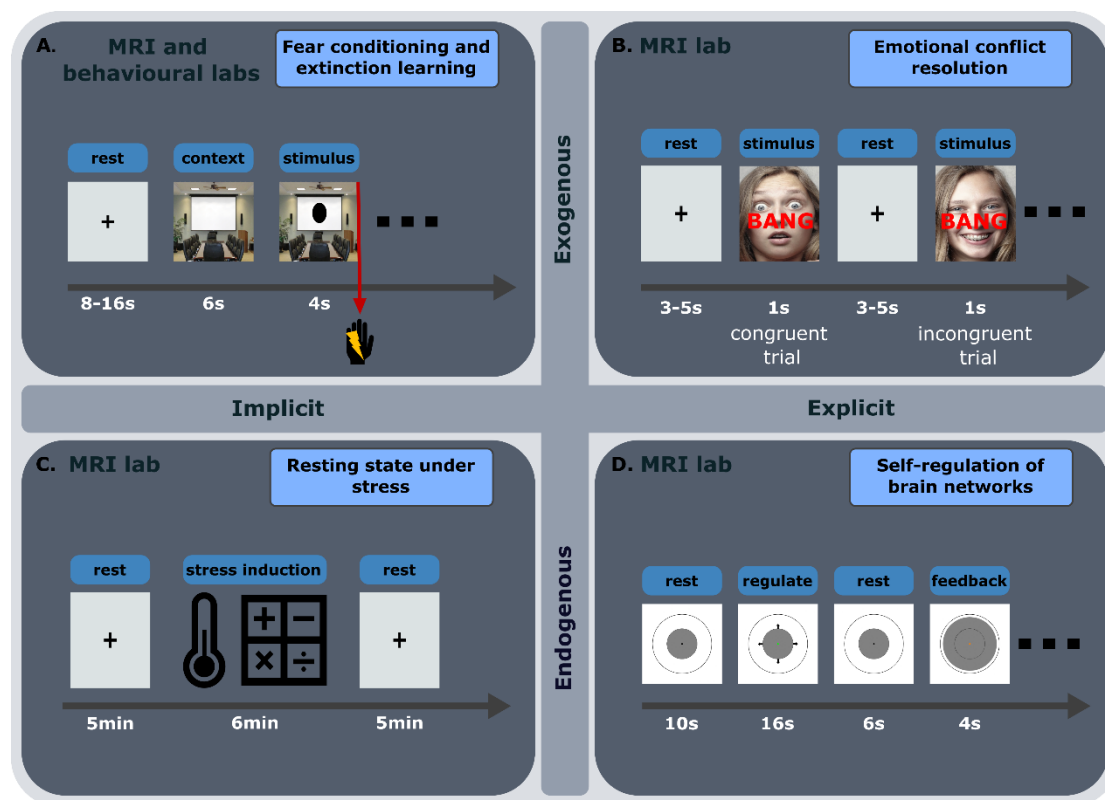 A.
MRI and
behavioural labs
Fear conditioning and
extinction learning
rest
context
stimulus
+
8-16s
6s
4s
B. MRI lab
Emotional conflict
resolution
rest
stimulus
rest
stimulus
+
BANG
+
BANG
3-5s
1s
3-5s
1s
congruent
trial
incongruent
trial
Exogenous
Implicit
Explicit
Endogenous
C. MRI lab
Resting state under
stress
rest
stress induction
rest
+
+ −
× ÷
+
5min
6min
5min
D. MRI lab
Self-regulation of
brain networks
rest
regulate
rest
feedback
10s
16s
6s
4s